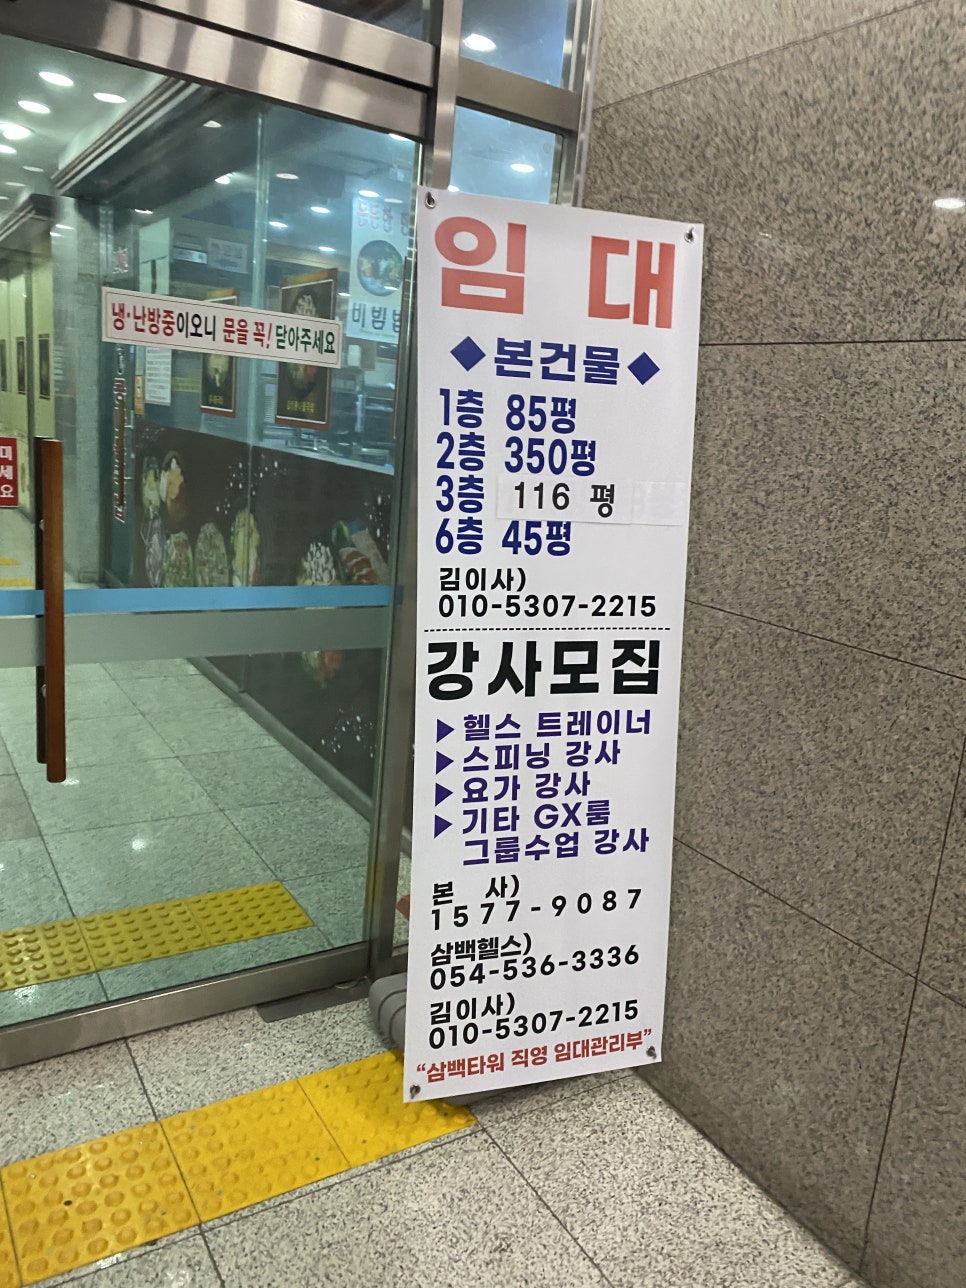 임 대
◆본건물◆
1층 85평
2층 350평
3층 116 평
6층 45평
김이사)
010-5307-2215
강사모집
▶헬스 트레이너
▶스피닝 강사
▶요가 강사
▶기타 GX룸
그룹수업 강사
본 사)
1577-9087
삼백헬스)
054-536-3336
김이사)
010-5307-2215
“삼백타워 직영 임대관리부”
냉·난방중이오니 문을 꼭! 닫아주세요
비빔밥
미
세
요